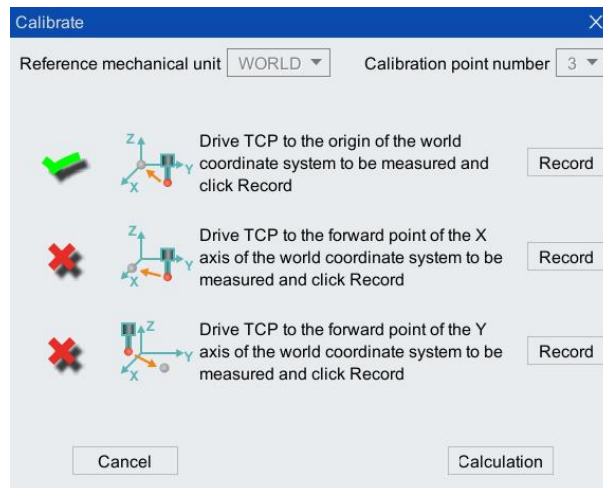 Calibrate
Reference mechanical unit WORLD Calibration point number 3
Z
Y
X
Drive TCP to the origin of the world
coordinate system to be measured and
click Record
Record
Z
Y
X
Drive TCP to the forward point of the X
axis of the world coordinate system to be
measured and click Record
Record
Z
Y
X
Drive TCP to the forward point of the Y
axis of the world coordinate system to be
measured and click Record
Record
Cancel Calculation